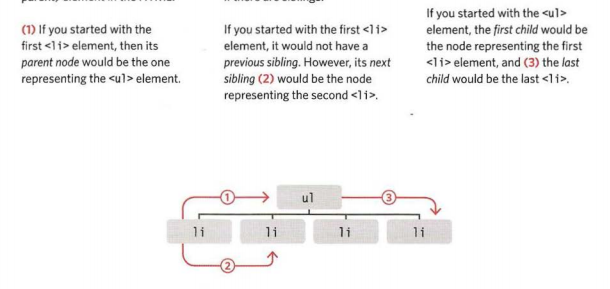 (1) If you started with the
first <li> element, then its
parent node would be the one
representing the <ul> element.
If you started with the first <li>
element, it would not have a
previous sibling. However, its next
sibling (2) would be the node
representing the second <li>.
If you started with the <ul>
element, the first child would be
the node representing the first
<li> element, and (3) the last
child would be the last <li>.
1 ul 3
li li li li
2